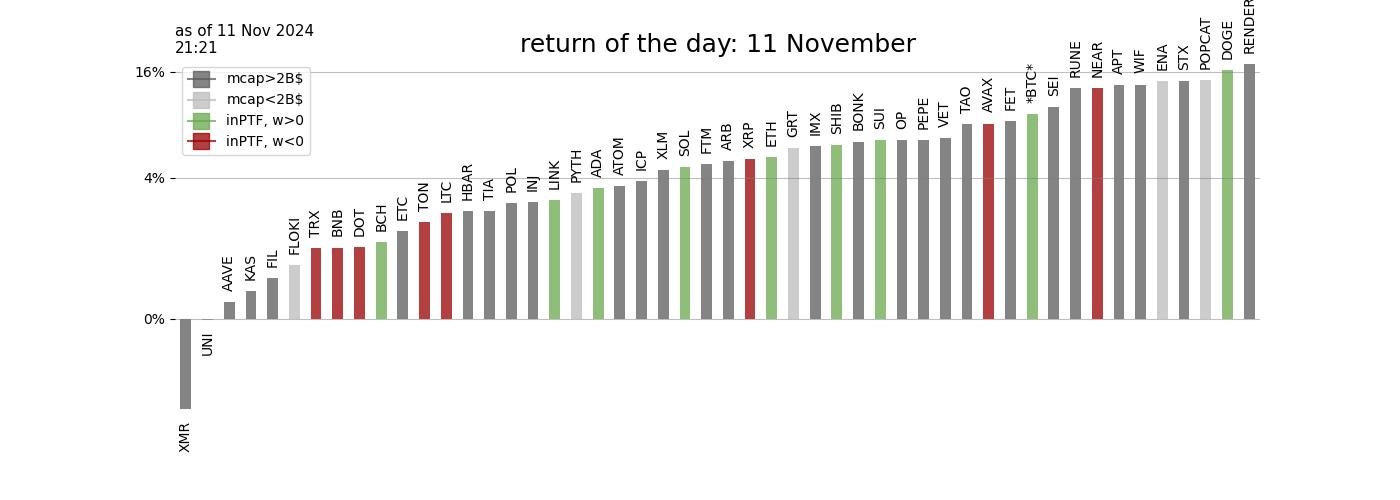 as of 11 Nov 2024
21:21
return of the day: 11 November
16%
4%
0%
mcap>2B$
mcap<2B$
inPTF, w>0
inPTF, w<0
XMR
UNI
AAVE
KAS
FIL
FLOKI
TRX
BNB
DOT
BCH
ETC
TON
LTC
HBAR
TIA
POL
INJ
LINK
PYTH
ADA
ATOM
ICP
XLM
SOL
FTM
ARB
XRP
ETH
GRT
IMX
SHIB
BONK
SUI
OP
PEPE
VET
TAO
AVAX
FET
*BTC*
SEI
RUNE
NEAR
APT
WIF
ENA
STX
POPCAT
DOGE
RENDER